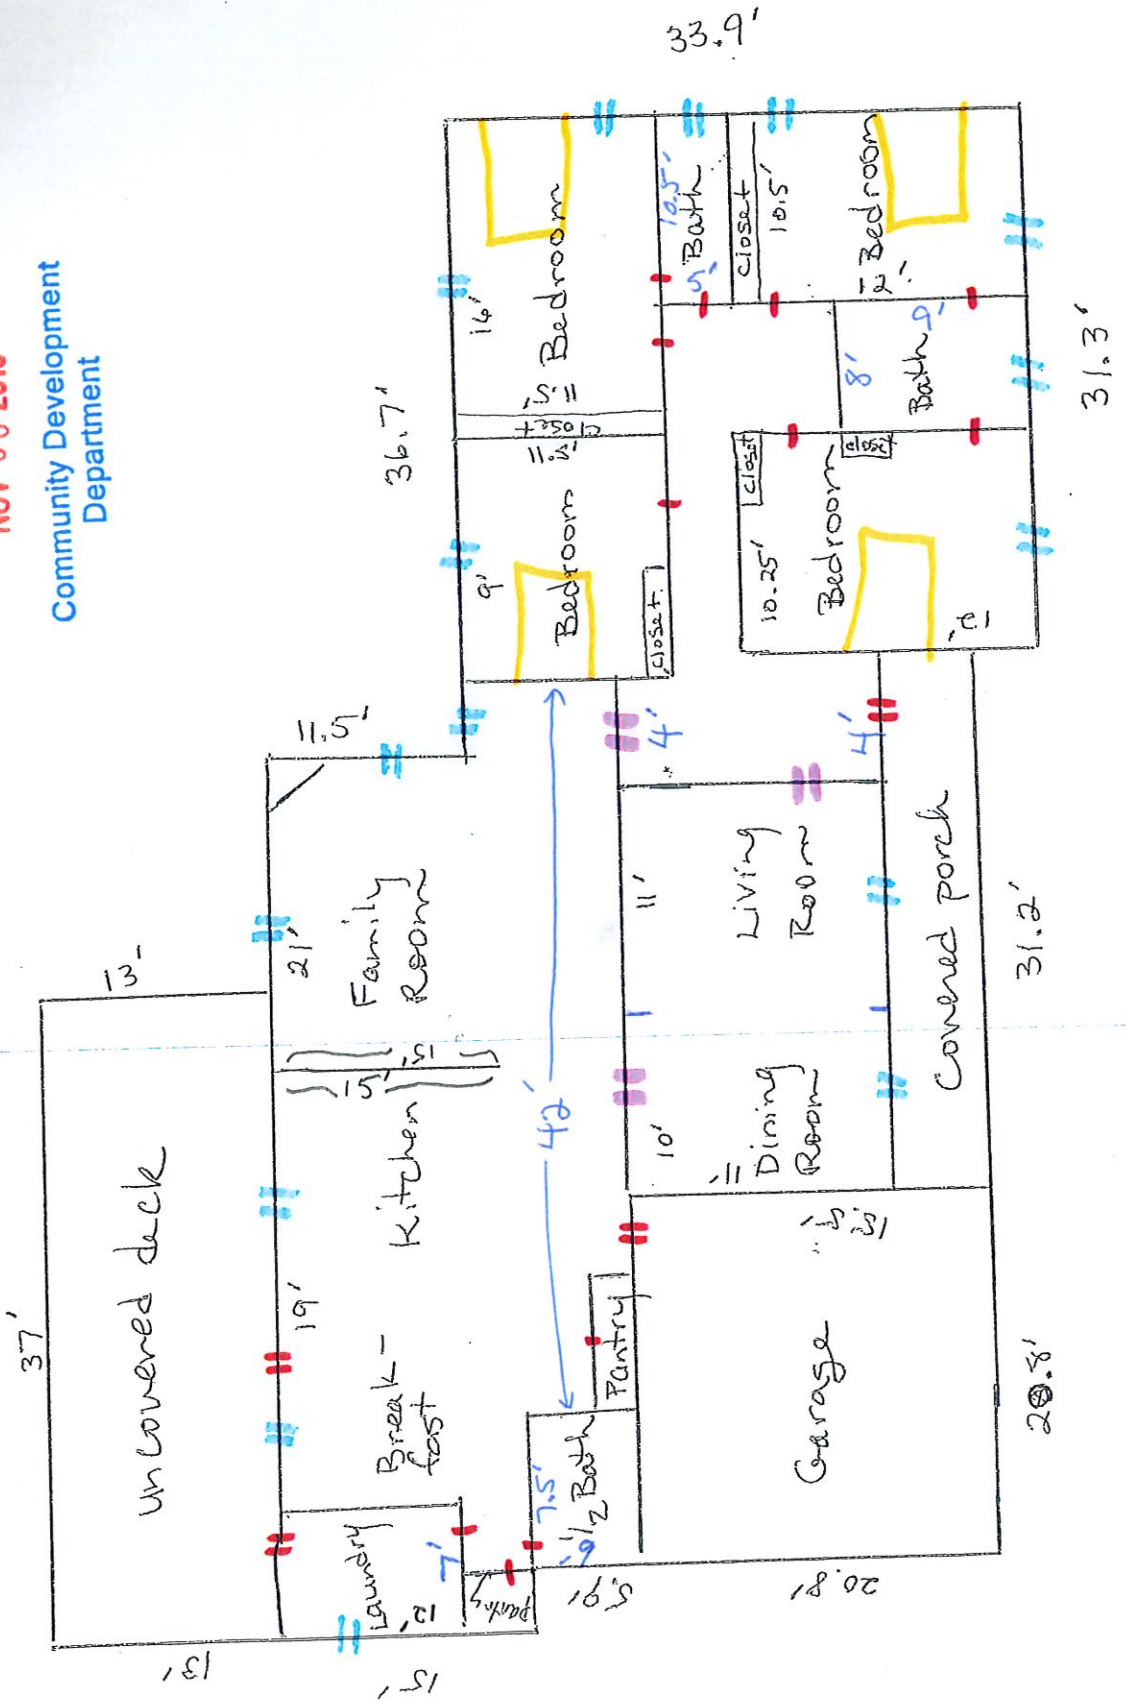 Community Development
Department
33.9'
36.7'
31.3'
11.5'
37'
13'
13'
31.2'
20.8'
20.8'
15'
5.9'
uncovered deck
Laundry
12'
7'
pantry
Break-
fast
19'
Kitchen
15'
15'
21'
Family
Room
42'
7.5'
6'
1/2 Bath
Pantry
Garage
10'
11'
Dining
Room
11'
Living
Room
4'
4'
Covered porch
9'
11.5'
Bedroom
closet
closet
16'
11.5'
Bedroom
10.5'
5'
Bath
closet
10.5'
12'
Bedroom
8'
9'
Bath
closet
closet
10.25'
Bedroom